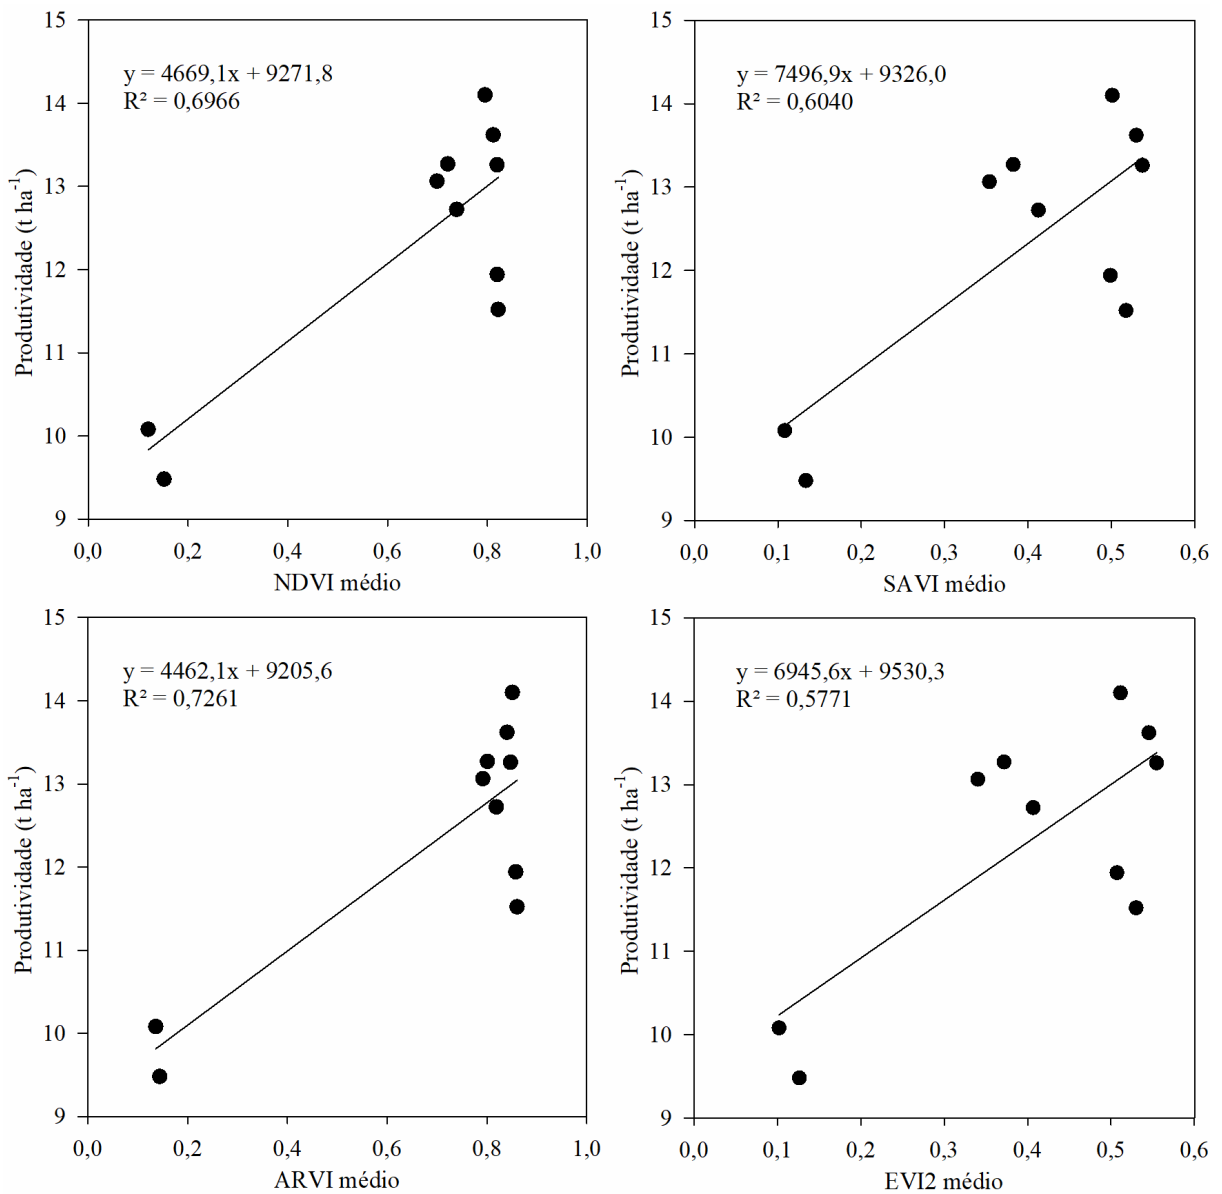 15
14
13
12
11
10
9
Produtividade (t ha⁻¹)
y = 4669,1x + 9271,8
R² = 0,6966
0,0 0,2 0,4 0,6 0,8 1,0
NDVI médio
15
14
13
12
11
10
9
Produtividade (t ha⁻¹)
y = 7496,9x + 9326,0
R² = 0,6040
0,0 0,1 0,2 0,3 0,4 0,5 0,6
SAVI médio
15
14
13
12
11
10
9
Produtividade (t ha⁻¹)
y = 4462,1x + 9205,6
R² = 0,7261
0,0 0,2 0,4 0,6 0,8 1,0
ARVI médio
15
14
13
12
11
10
9
Produtividade (t ha⁻¹)
y = 6945,6x + 9530,3
R² = 0,5771
0,0 0,1 0,2 0,3 0,4 0,5 0,6
EVI2 médio